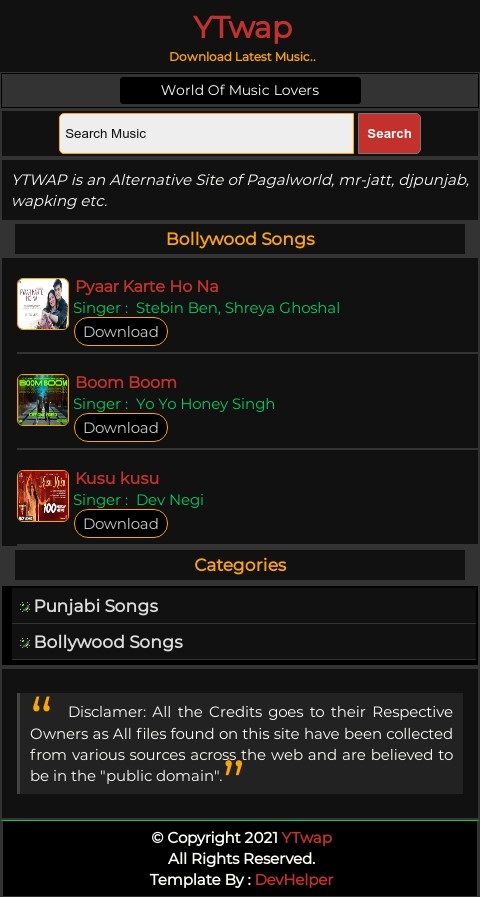 YTwap
Download Latest Music..
World Of Music Lovers
Search Music
Search
YTWAP is an Alternative Site of Pagalworld, mr-jatt, djpunjab,
wapking etc.
Bollywood Songs
Pyaar Karte Ho Na
Singer : Stebin Ben, Shreya Ghoshal
Download
BOOM BOOM
Boom Boom
Singer : Yo Yo Honey Singh
Download
100
Kusu kusu
Singer : Dev Negi
Download
Categories
Punjabi Songs
Bollywood Songs
“ Disclamer: All the Credits goes to their Respective
Owners as All files found on this site have been collected
from various sources across the web and are believed to
be in the "public domain".”
© Copyright 2021 YTwap
All Rights Reserved.
Template By : DevHelper